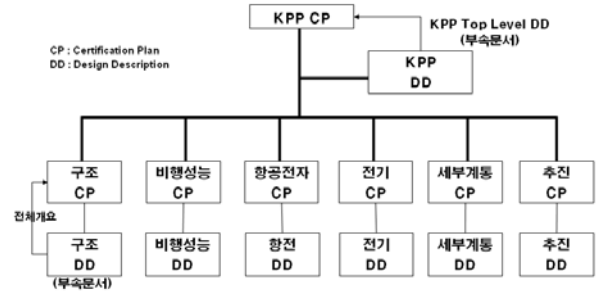 KPP CP
KPP Top Level DD
(부속문서)
CP : Certification Plan
DD : Design Description
KPP
DD
구조
CP
비행성능
CP
항공전자
CP
전기
CP
세부계통
CP
추진
CP
전체개요
구조
DD
비행성능
DD
항전
DD
전기
DD
세부계통
DD
추진
DD
(부속문서)